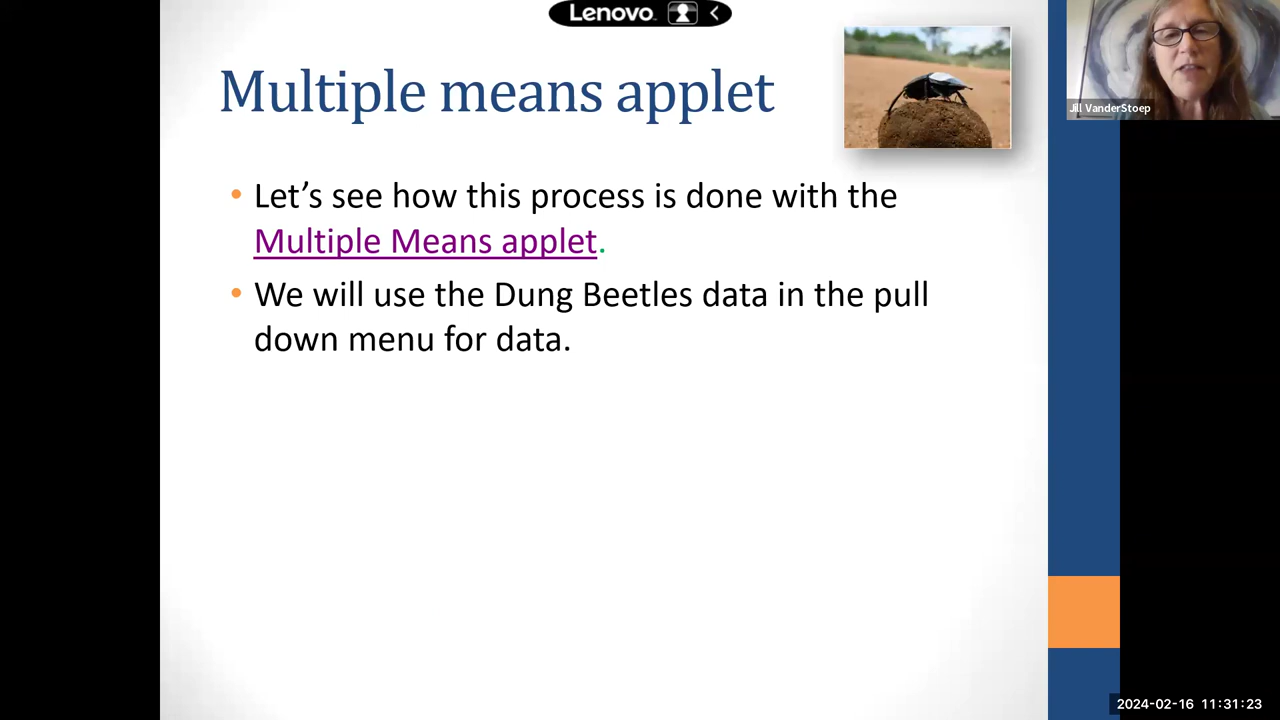 Lenovo
Multiple means applet
Jill VanderStoep
• Let’s see how this process is done with the
Multiple Means applet.
• We will use the Dung Beetles data in the pull
down menu for data.
2024-02-16 11:31:23